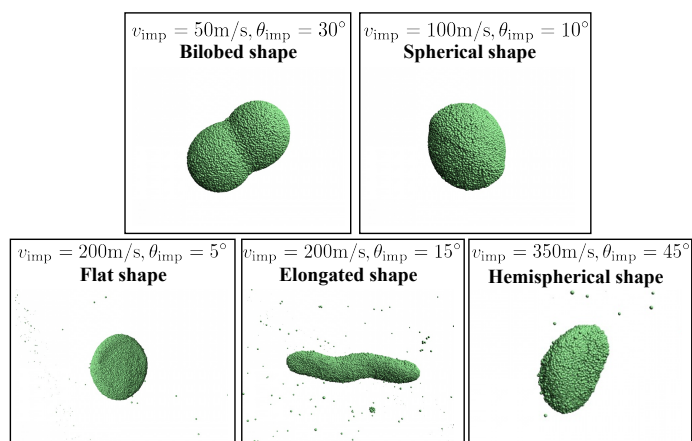 v_imp = 50m/s, θ_imp = 30°
Bilobed shape
v_imp = 100m/s, θ_imp = 10°
Spherical shape
v_imp = 200m/s, θ_imp = 5°
Flat shape
v_imp = 200m/s, θ_imp = 15°
Elongated shape
v_imp = 350m/s, θ_imp = 45°
Hemispherical shape